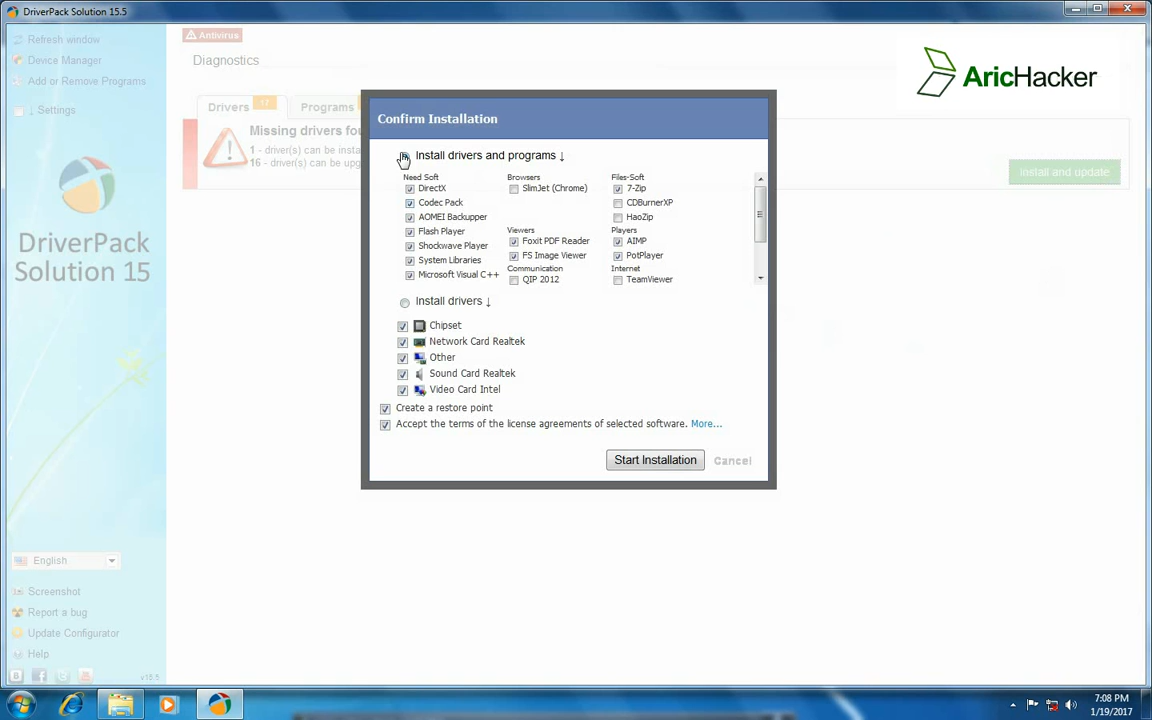 DriverPack Solution 15.5
Refresh window
Device Manager
Add or Remove Programs
↓ Settings
DriverPack
Solution 15
English
Screenshot
Report a bug
Update Configurator
Help
v15.5
Antivirus
Diagnostics
Drivers 17
Programs
Missing drivers fou
1 - driver(s) can be insta
16 - driver(s) can be upg
Install and update
AricHacker
Confirm Installation
Install drivers and programs ↓
Need Soft
DirectX
Codec Pack
AOMEI Backupper
Flash Player
Shockwave Player
System Libraries
Microsoft Visual C++
Browsers
SlimJet (Chrome)
Viewers
Foxit PDF Reader
FS Image Viewer
Communication
QIP 2012
Files-Soft
7-Zip
CDBurnerXP
HaoZip
Players
AIMP
PotPlayer
Internet
TeamViewer
Install drivers ↓
Chipset
Network Card Realtek
Other
Sound Card Realtek
Video Card Intel
Create a restore point
Accept the terms of the license agreements of selected software. More...
Start Installation
Cancel
7:08 PM
1/19/2017